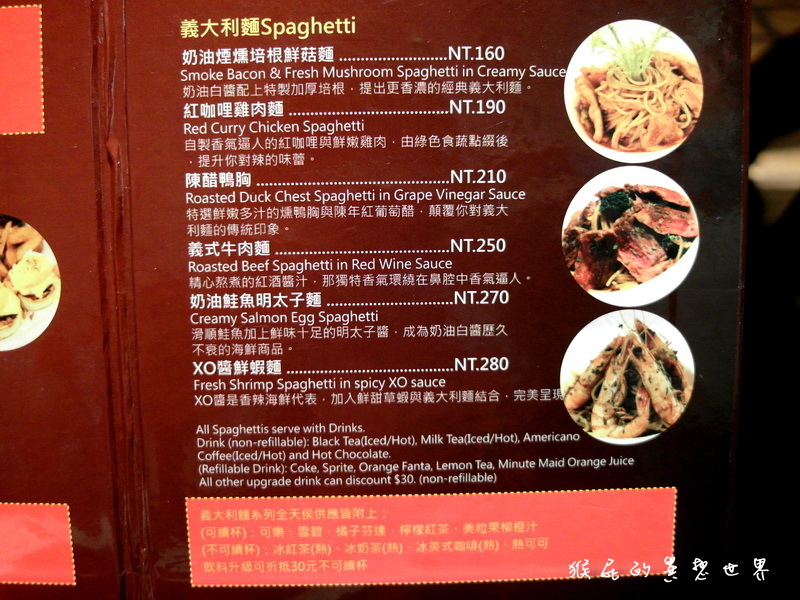 義大利麵Spaghetti
奶油煙燻培根鮮菇麵 ........................NT.160
Smoke Bacon & Fresh Mushroom Spaghetti in Creamy Sauce
奶油白醬配上特製加厚培根，提出更香濃的經典義大利麵。
紅咖哩雞肉麵 ....................................NT.190
Red Curry Chicken Spaghetti
自製香氣逼人的紅咖哩與鮮嫩雞肉，由綠色食蔬點綴後
，提升你對辣的味蕾。
陳醋鴨胸 ...........................................NT.210
Roasted Duck Chest Spaghetti in Grape Vinegar Sauce
特選鮮嫩多汁的燻鴨胸與陳年紅葡萄醋，顛覆你對義大
利麵的傳統印象。
義式牛肉麵 .......................................NT.250
Roasted Beef Spaghetti in Red Wine Sauce
精心熬煮的紅酒醬汁，那獨特香氣環繞在鼻腔中香氣逼人。
奶油鮭魚明太子麵 ............................NT.270
Creamy Salmon Egg Spaghetti
滑順鮭魚加上鮮味十足的明太子醬，成為奶油白醬歷久
不衰的海鮮商品。
XO醬鮮蝦麵 ......................................NT.280
Fresh Shrimp Spaghetti in spicy XO sauce
XO醬是香辣海鮮代表，加入鮮甜草蝦與義大利麵結合，完美呈現
All Spaghettis serve with Drinks.
Drink (non-refillable): Black Tea(Iced/Hot), Milk Tea(Iced/Hot), Americano
Coffee(Iced/Hot) and Hot Chocolate.
(Refillable Drink): Coke, Sprite, Orange Fanta, Lemon Tea, Minute Maid Orange Juice
All other upgrade drink can discount $30. (non-refillable)
義大利麵系列全天侯供應皆附上：
(可續杯)：可樂、雪碧、橘子芬達、檸檬紅茶、美粒果柳橙汁
(不可續杯)：冰紅茶(熱)、冰奶茶(熱)、冰美式咖啡(熱)、熱可可
飲料升級可折抵30元不可續杯
猴屁的異想世界